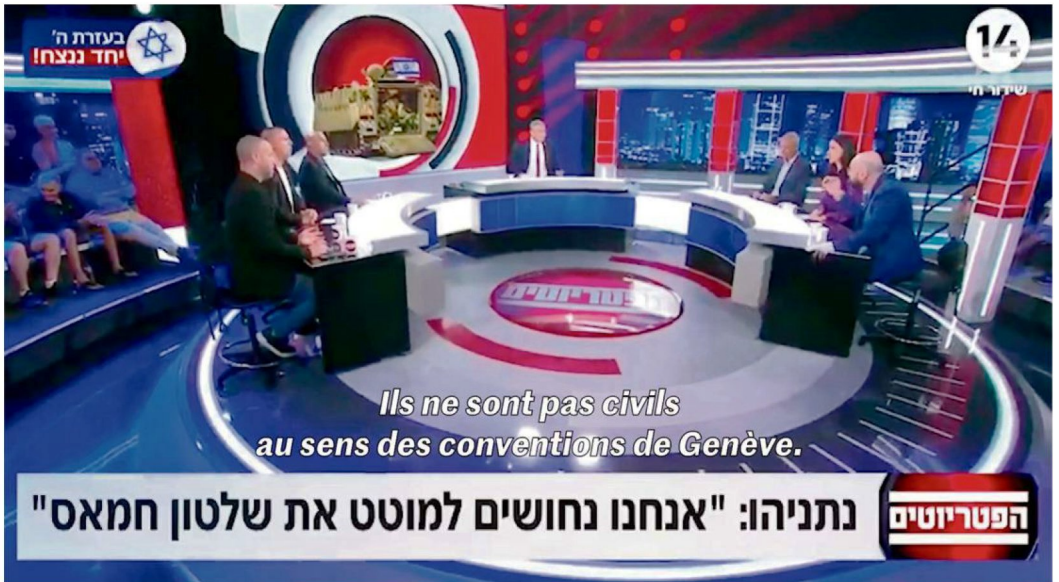 בעזרת ה'
יחד ננצח!
14
שידור חי
הפטריוטים
Ils ne sont pas civils
au sens des conventions de Genève.
נתניהו: "אנחנו נחושים למוטט את שלטון חמאס"
הפטריוטים